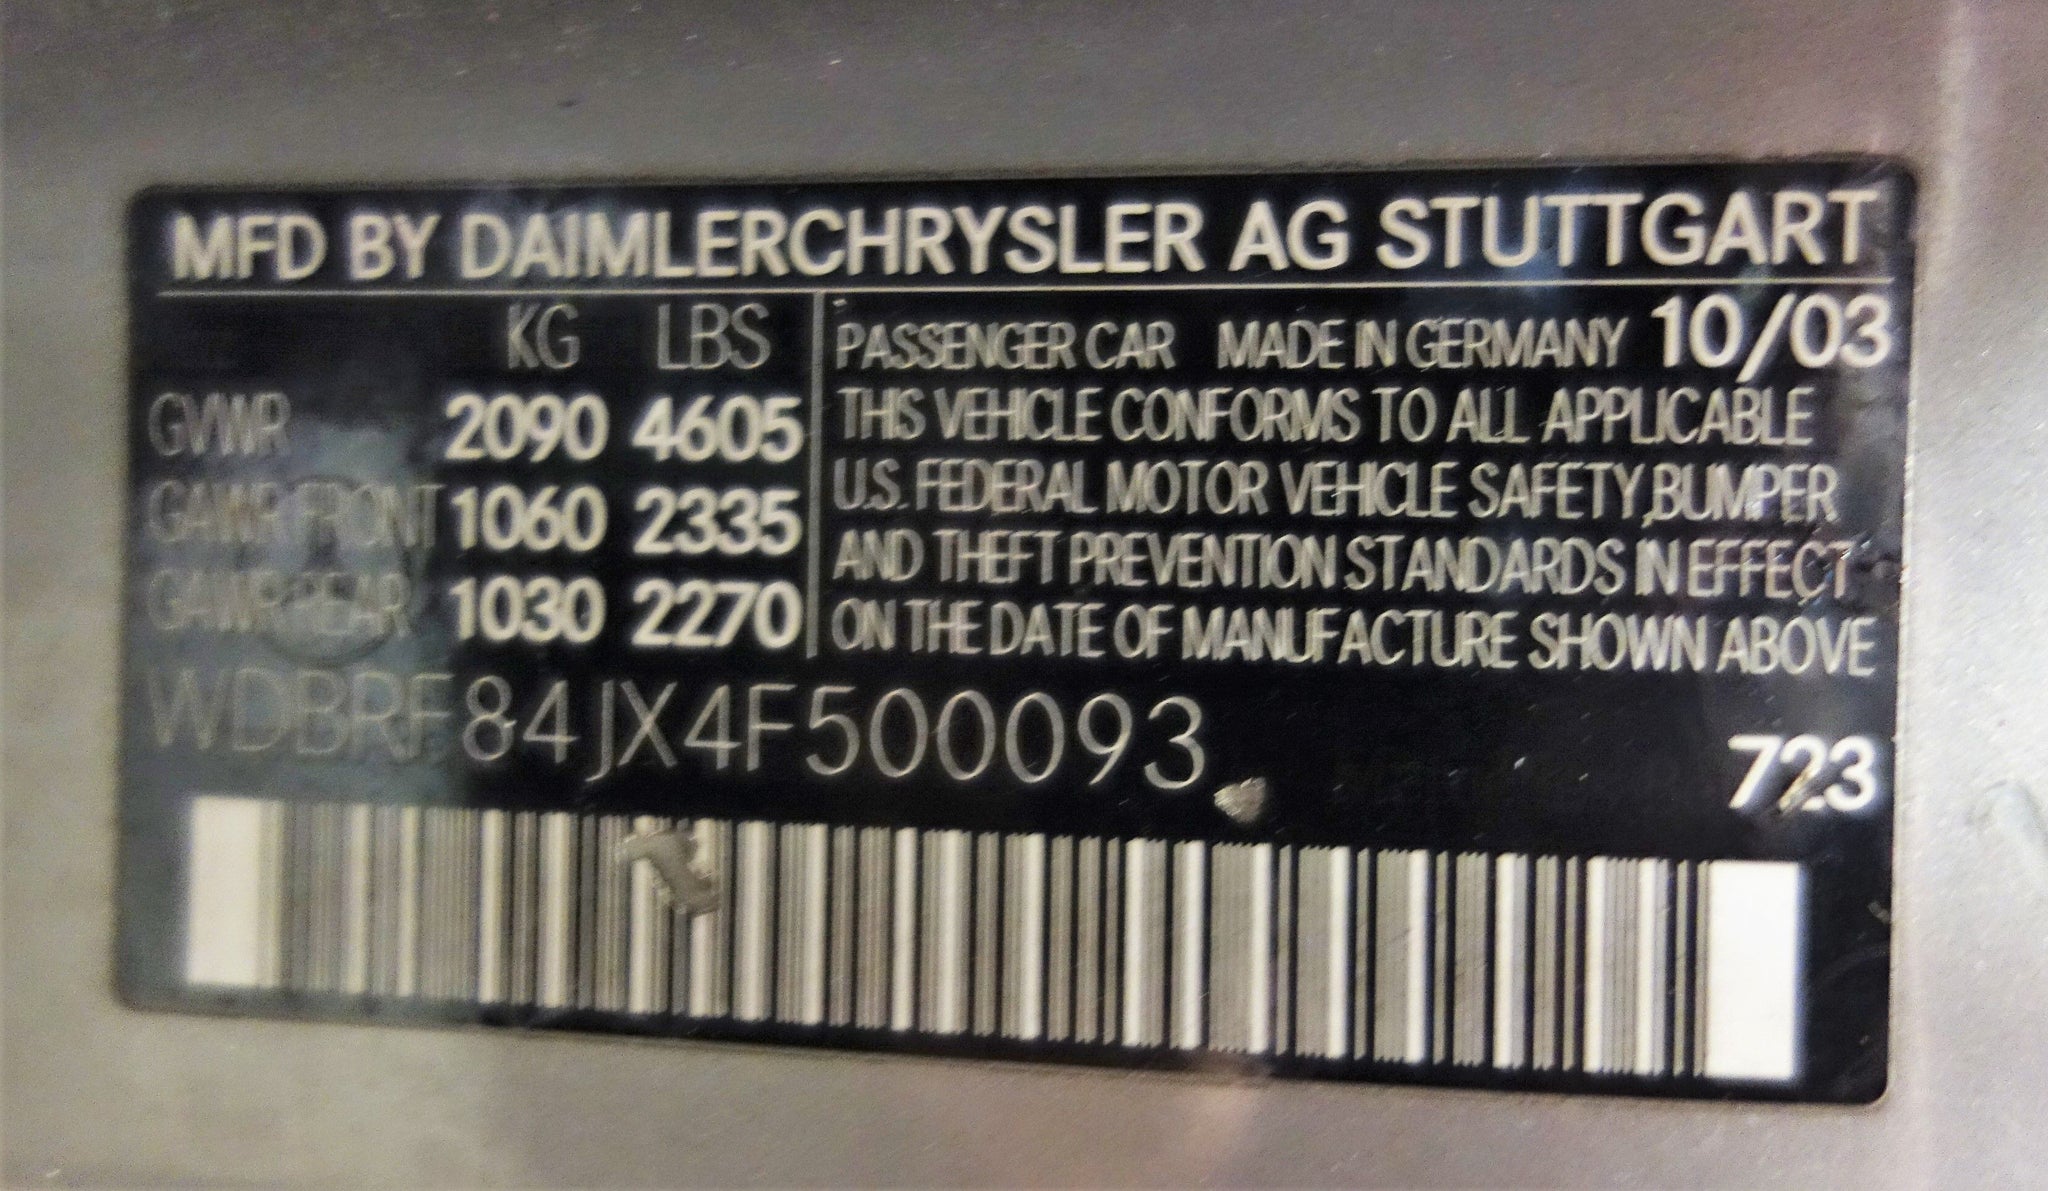 MFD BY DAIMLERCHRYSLER AG STUTTGART
KG LBS
GVWR 2090 4605
GAWR FRONT 1060 2335
GAWR REAR 1030 2270
PASSENGER CAR MADE IN GERMANY 10/03
THIS VEHICLE CONFORMS TO ALL APPLICABLE
U.S. FEDERAL MOTOR VEHICLE SAFETY, BUMPER
AND THEFT PREVENTION STANDARDS IN EFFECT
ON THE DATE OF MANUFACTURE SHOWN ABOVE
WDBRF84JX4F500093
723